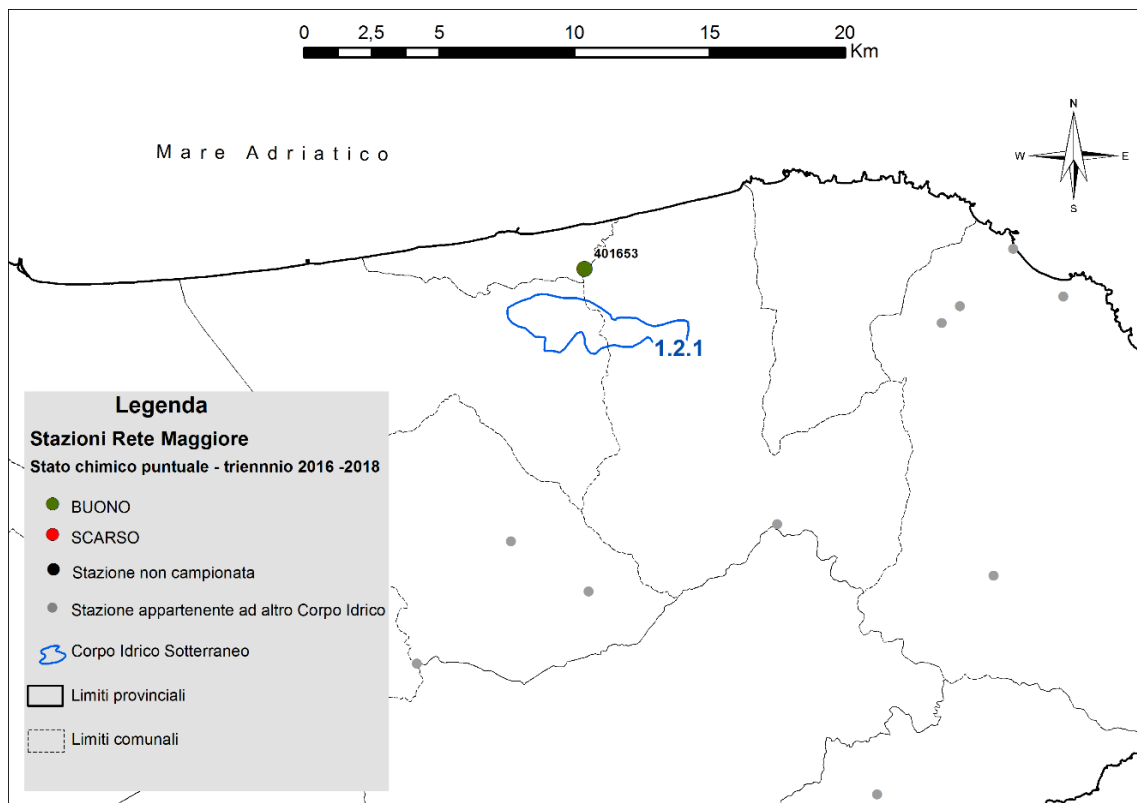 0 2,5 5 10 15 20
Km
N
W E
S
Mare Adriatico
401653
1.2.1
Legenda
Stazioni Rete Maggiore
Stato chimico puntuale - triennnio 2016 -2018
BUONO
SCARSO
Stazione non campionata
Stazione appartenente ad altro Corpo Idrico
Corpo Idrico Sotterraneo
Limiti provinciali
Limiti comunali